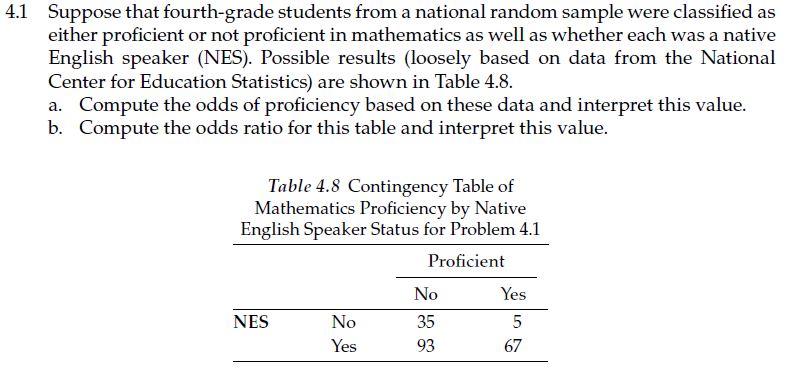 4.1 Suppose that fourth-grade students from a national random sample were classified as
either proficient or not proficient in mathematics as well as whether each was a native
English speaker (NES). Possible results (loosely based on data from the National
Center for Education Statistics) are shown in Table 4.8.
a. Compute the odds of proficiency based on these data and interpret this value.
b. Compute the odds ratio for this table and interpret this value.
Table 4.8 Contingency Table of
Mathematics Proficiency by Native
English Speaker Status for Problem 4.1
Proficient
No Yes
NES No 35 5
Yes 93 67